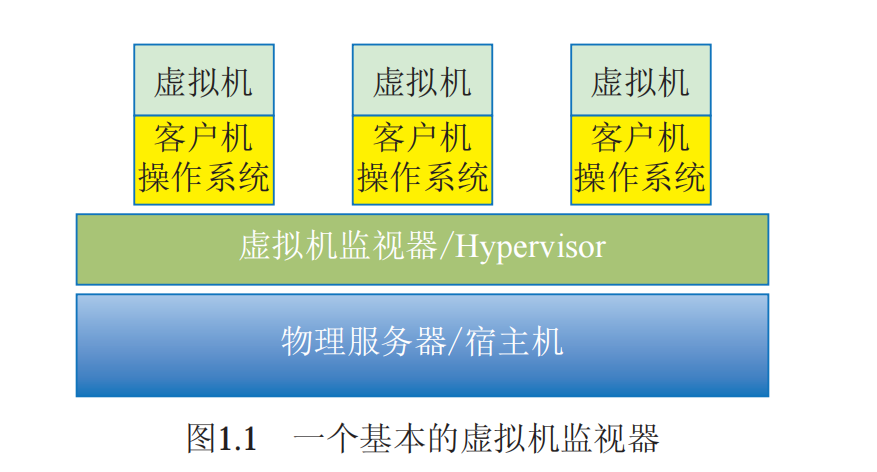 虚拟机 虚拟机 虚拟机
客户机 客户机 客户机
操作系统 操作系统 操作系统
虚拟机监视器/Hypervisor
物理服务器/宿主机
图1.1 一个基本的虚拟机监视器